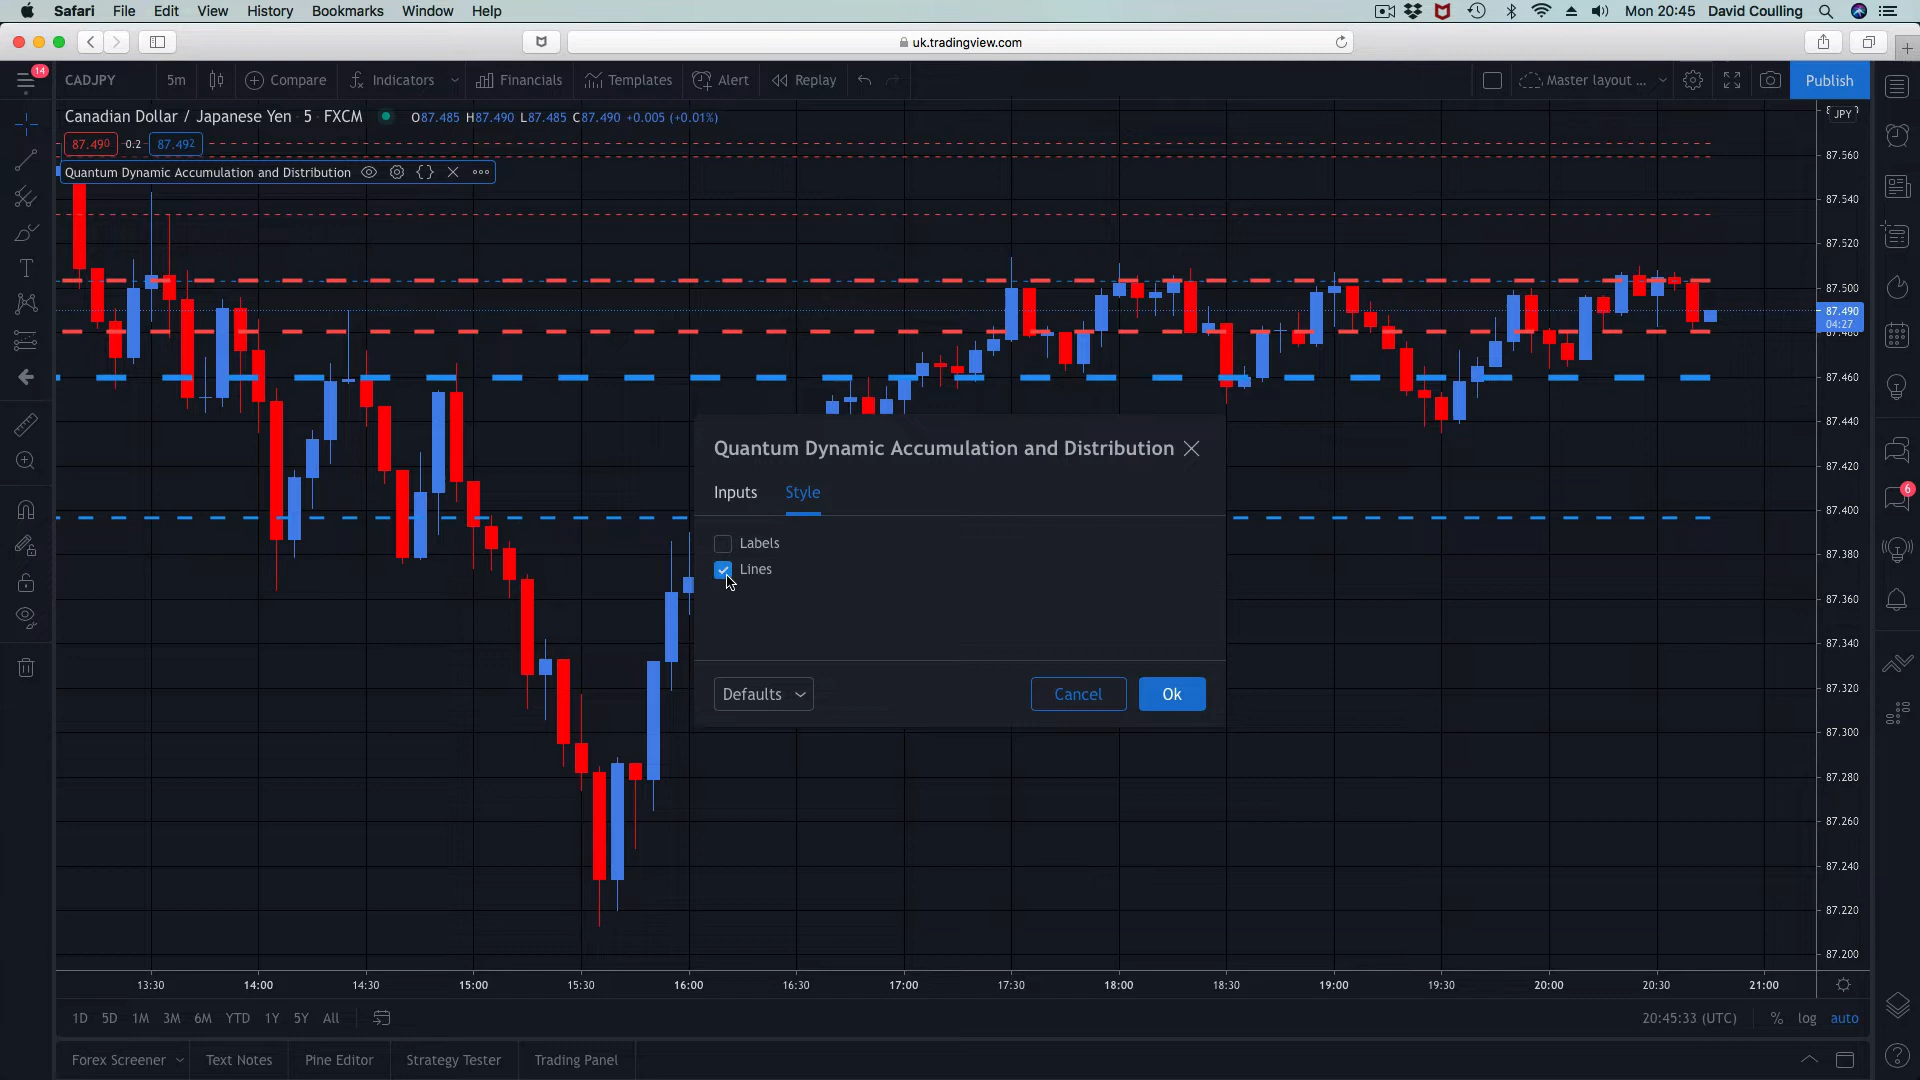 Safari File Edit View History Bookmarks Window Help Mon 20:45 David Coulling
uk.tradingview.com
14 CADJPY 5m Compare Indicators Financials Templates Alert Replay Master layout ... Publish
Canadian Dollar / Japanese Yen 5 FXCM O87.485 H87.490 L87.485 C87.490 +0.005 (+0.01%)
JPY
87.490 0.2 87.492
Quantum Dynamic Accumulation and Distribution
87.560
87.540
87.520
87.500
87.490
04:27
87.460
87.440
87.420
87.400
87.380
87.360
87.340
87.320
87.300
87.280
87.260
87.240
87.220
87.200
6
Quantum Dynamic Accumulation and Distribution
Inputs Style
Labels
Lines
Defaults Cancel Ok
13:30 14:00 14:30 15:00 15:30 16:00 16:30 17:00 17:30 18:00 18:30 19:00 19:30 20:00 20:30 21:00
1D 5D 1M 3M 6M YTD 1Y 5Y All 20:45:33 (UTC) % log auto
Forex Screener Text Notes Pine Editor Strategy Tester Trading Panel